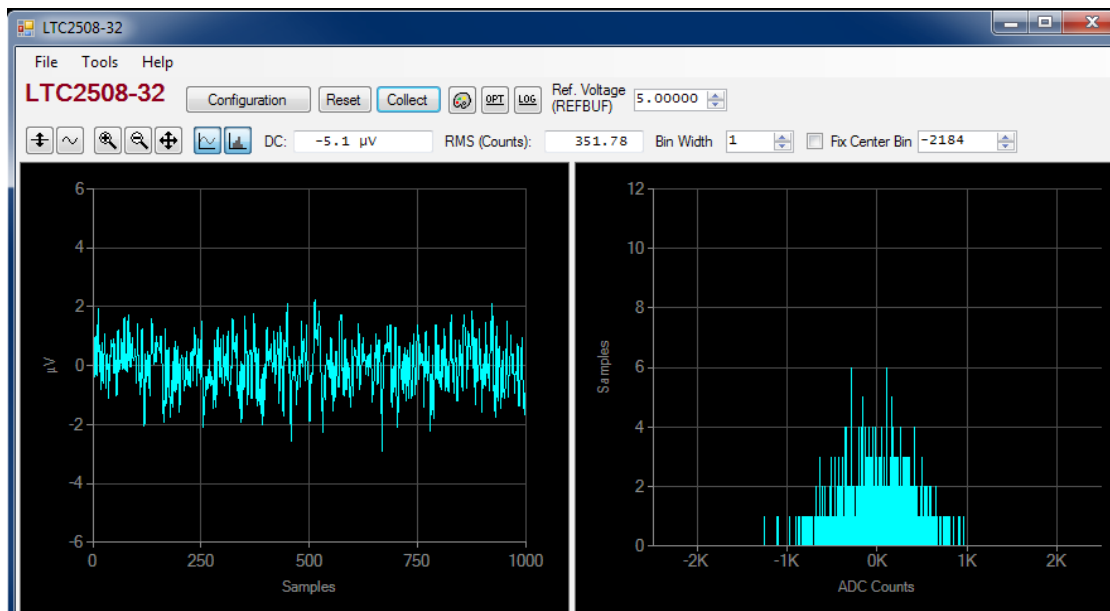 LTC2508-32
File Tools Help
LTC2508-32 Configuration Reset Collect OPT LOG Ref. Voltage (REFBUF) 5.00000
DC: -5.1 µV RMS (Counts): 351.78 Bin Width 1 Fix Center Bin -2184
6
4
2
0
-2
-4
-6
µV
0 250 500 750 1000
Samples
12
10
8
6
4
2
0
Samples
-2K -1K 0K 1K 2K
ADC Counts